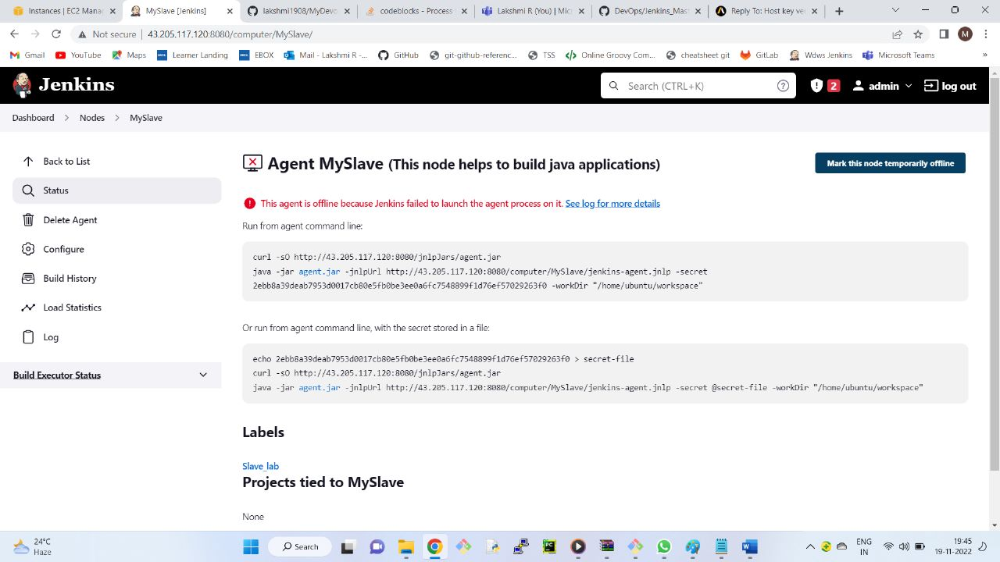 Instances | EC2 Manac
MySlave [Jenkins]
lakshmi1908/MyDevo
codeblocks - Process
Lakshmi R (You) | Mic
DevOps/Jenkins_Ma
Reply To: Host key ve
Not secure | 43.205.117.120:8080/computer/MySlave/
M
Gmail YouTube Maps Learner Landing EBOX Mail - Lakshmi R -... GitHub git-github-referenc... TSS Online Groovy Com... cheatsheet git GitLab Wdws Jenkins Microsoft Teams »
Jenkins
Search (CTRL+K)
2
admin
log out
Dashboard > Nodes > MySlave
Back to List
Status
Delete Agent
Configure
Build History
Load Statistics
Log
Build Executor Status
Agent MySlave (This node helps to build java applications)
Mark this node temporarily offline
This agent is offline because Jenkins failed to launch the agent process on it. See log for more details
Run from agent command line:
curl -sO http://43.205.117.120:8080/jnlpJars/agent.jar
java -jar agent.jar -jnlpUrl http://43.205.117.120:8080/computer/MySlave/jenkins-agent.jnlp -secret
2ebb8a39deab7953d0017cb80e5fb0be3ee0a6fc7548899f1d76ef57029263f0 -workDir "/home/ubuntu/workspace"
Or run from agent command line, with the secret stored in a file:
echo 2ebb8a39deab7953d0017cb80e5fb0be3ee0a6fc7548899f1d76ef57029263f0 > secret-file
curl -sO http://43.205.117.120:8080/jnlpJars/agent.jar
java -jar agent.jar -jnlpUrl http://43.205.117.120:8080/computer/MySlave/jenkins-agent.jnlp -secret @secret-file -workDir "/home/ubuntu/workspace"
Labels
Slave_lab
Projects tied to MySlave
None
24°C
Haze
Search
ENG
IN
19:45
19-11-2022